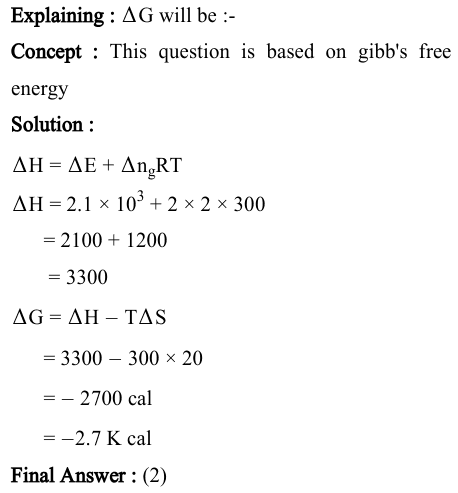 Explaining : ΔG will be :-
Concept : This question is based on gibb's free
energy
Solution :
ΔH = ΔE + Δn_gRT
ΔH = 2.1 × 10³ + 2 × 2 × 300
= 2100 + 1200
= 3300
ΔG = ΔH – TΔS
= 3300 – 300 × 20
= – 2700 cal
= –2.7 K cal
Final Answer : (2)